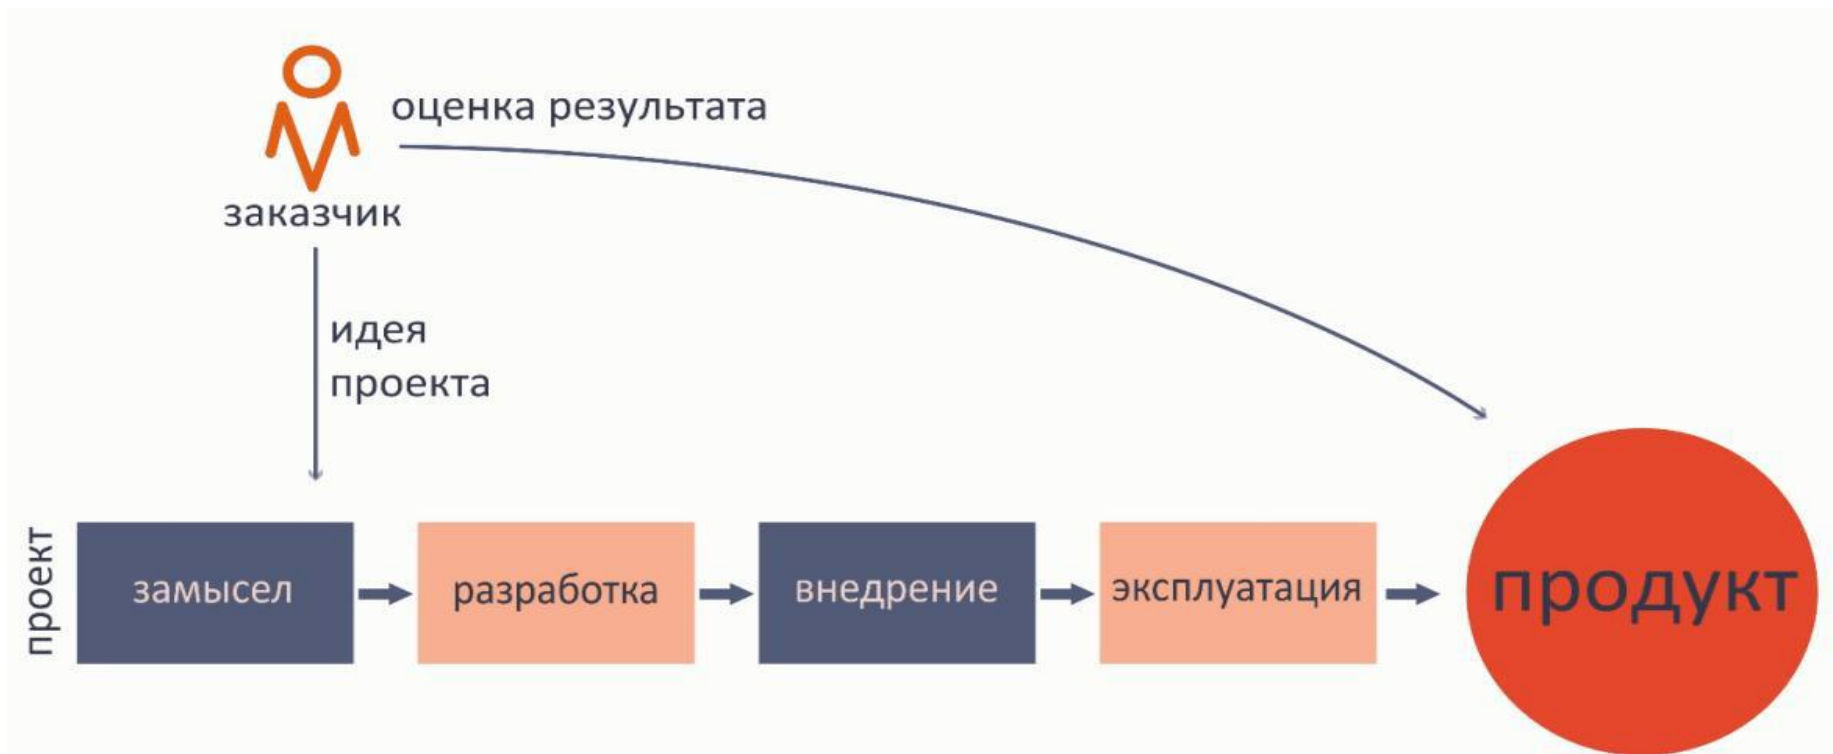 оценка результата
заказчик
идея
проекта
проект
замысел
разработка
внедрение
эксплуатация
продукт